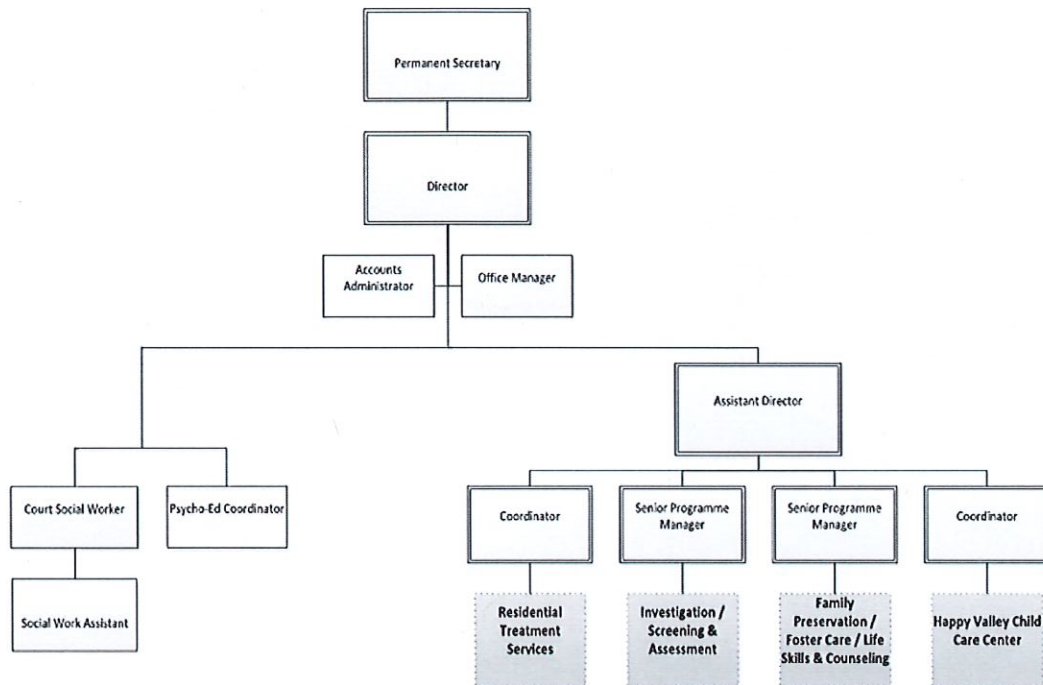 Permanent Secretary
Director
Accounts
Administrator
Office Manager
Assistant Director
Court Social Worker
Psycho-Ed Coordinator
Coordinator
Senior Programme
Manager
Senior Programme
Manager
Coordinator
Social Work Assistant
Residential
Treatment
Services
Investigation /
Screening &
Assessment
Family
Preservation /
Foster Care / Life
Skills & Counseling
Happy Valley Child
Care Center